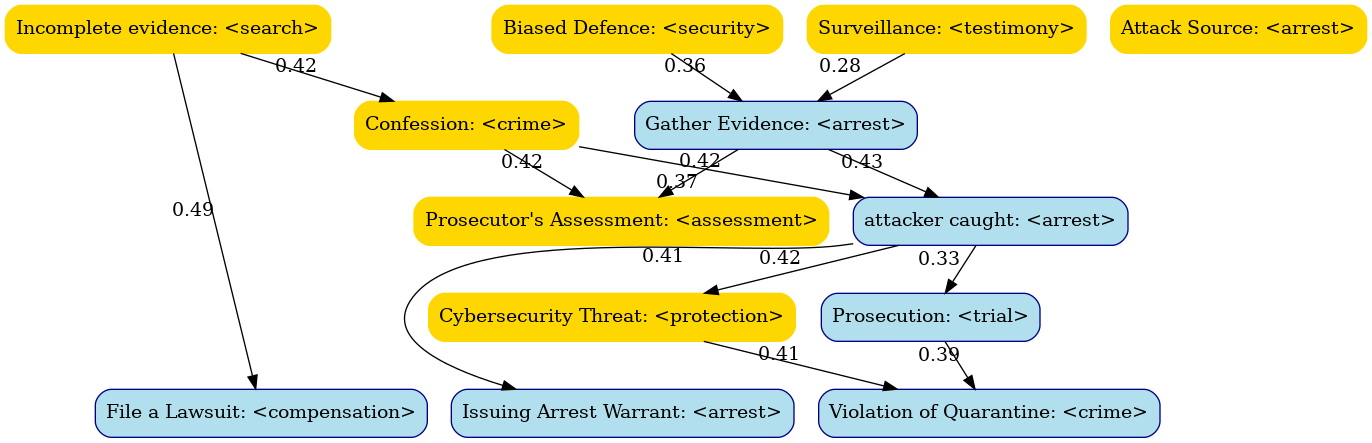 Incomplete evidence: <search>
Biased Defence: <security>
Surveillance: <testimony>
Attack Source: <arrest>
0.42
0.36
0.28
Confession: <crime>
Gather Evidence: <arrest>
0.42
0.42
0.43
0.37
0.49
Prosecutor's Assessment: <assessment>
attacker caught: <arrest>
0.41
0.42
0.33
Cybersecurity Threat: <protection>
Prosecution: <trial>
0.41
0.39
File a Lawsuit: <compensation>
Issuing Arrest Warrant: <arrest>
Violation of Quarantine: <crime>